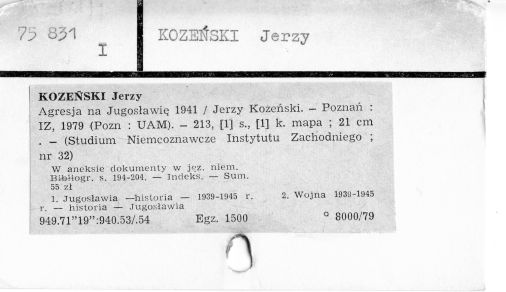 75 831
I
KOZEŃSKI Jerzy
KOZEŃSKI Jerzy
Agresja na Jugosławię 1941 / Jerzy Kozeński. — Poznań :
IZ, 1979 (Pozn : UAM). — 213, [1] s., [1] k. mapa ; 21 cm
. — (Studium Niemcoznawcze Instytutu Zachodniego ;
nr 32)
W aneksie dokumenty w jęz. niem.
Bibliogr. s. 194-204. — Indeks. — Sum.
55 zł
1. Jugosławia —historia — 1939-1945 r. 2. Wojna 1939-1945
r. — historia — Jugosławia
949.71"19":940.53/.54 Egz. 1500 ° 8000/79